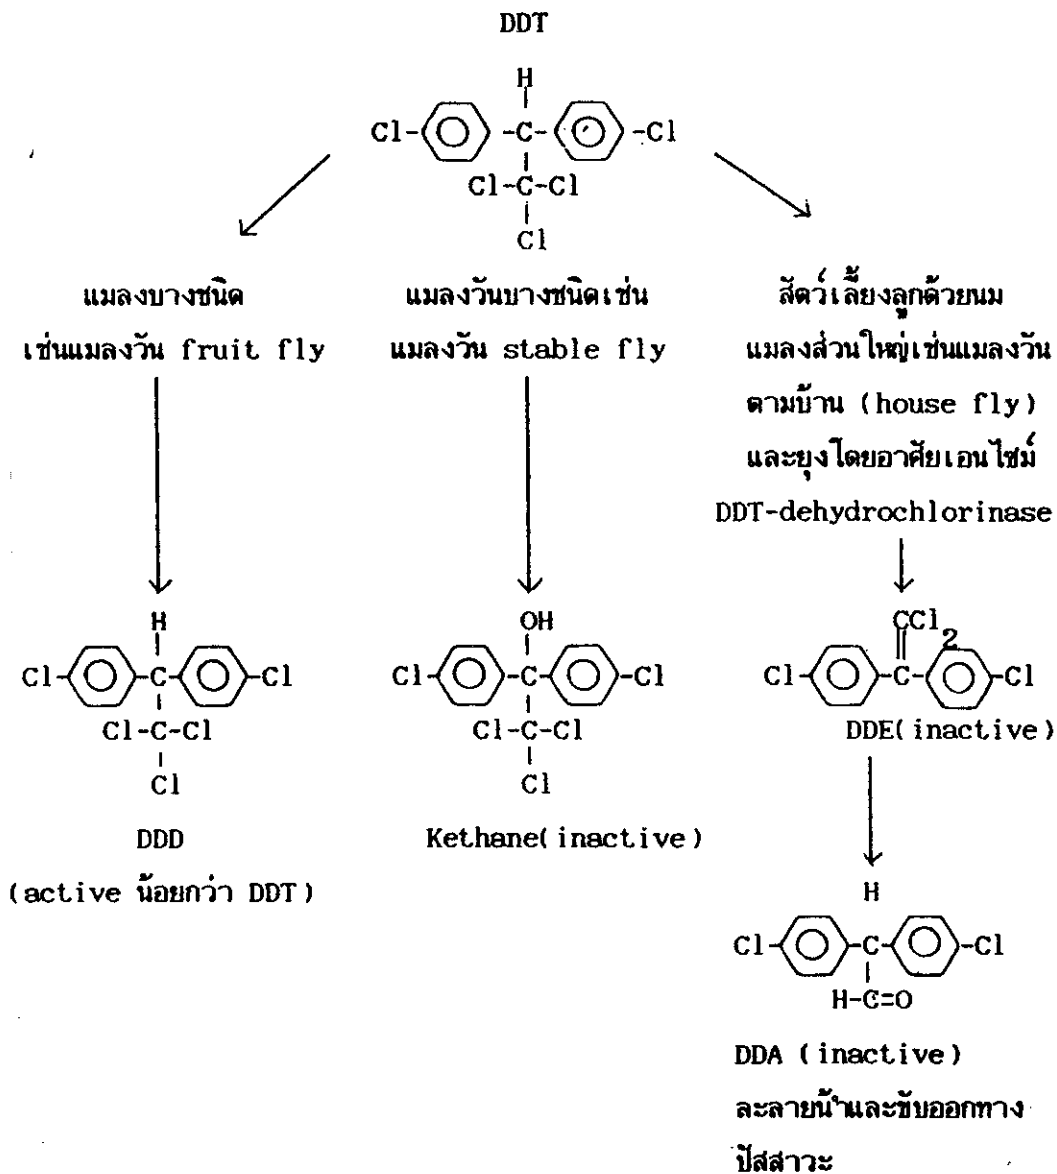 DDT
H
Cl- -C- -Cl
Cl-C-Cl
Cl
แมลงบางชนิด
เช่นแมลงวัน fruit fly
แมลงวันบางชนิดเช่น
แมลงวัน stable fly
สัตว์เลี้ยงลูกด้วยนม
แมลงส่วนใหญ่เช่นแมลงวัน
ตามบ้าน (house fly)
และยุงโดยอาศัยเอนไซม์
DDT-dehydrochlorinase
H
Cl- -C- -Cl
Cl-C-Cl
Cl
DDD
(active น้อยกว่า DDT)
OH
Cl- -C- -Cl
Cl-C-Cl
Cl
Kethane(inactive)
CCl2
Cl- -C- -Cl
DDE(inactive)
H
Cl- -C- -Cl
H-C=O
DDA (inactive)
ละลายน้ำและขับออกทาง
ปัสสาวะ